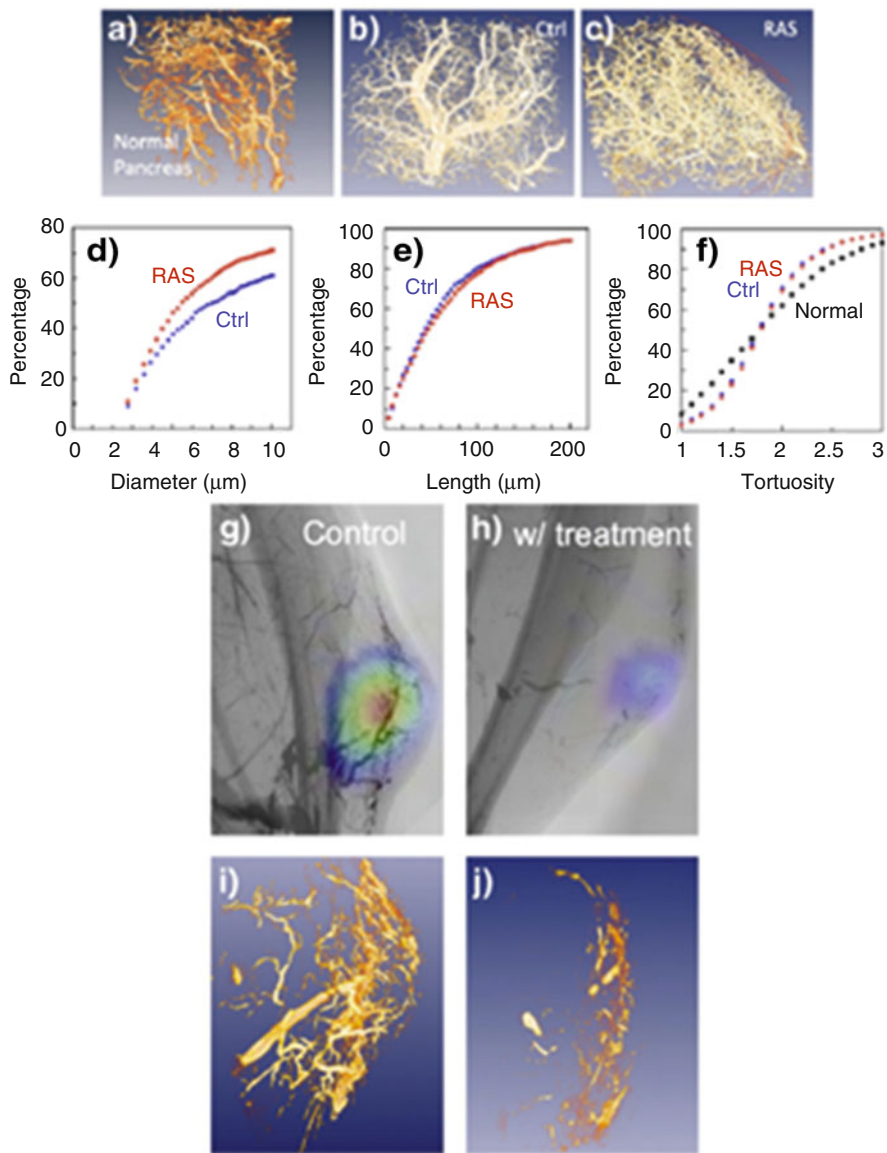 a)
Normal
Pancreas
b) Ctrl
c) RAS
d)
80
60
40
20
0
Percentage
RAS
Ctrl
0 2 4 6 8 10
Diameter (μm)
e)
100
80
60
40
20
0
Percentage
Ctrl
RAS
0 100 200
Length (μm)
f)
100
80
60
40
20
0
Percentage
RAS
Ctrl
Normal
1 1.5 2 2.5 3
Tortuosity
g) Control
h) w/ treatment
i)
j)